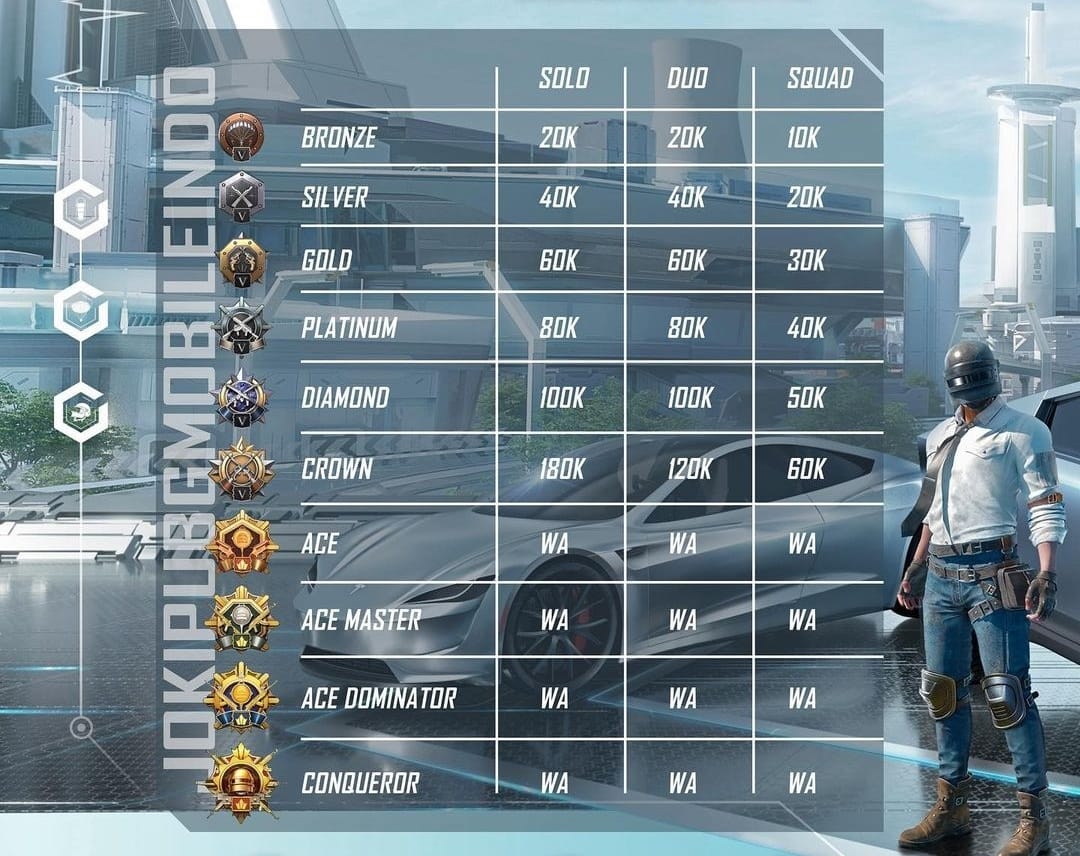 JOKIPUBGMOBILEINDO
SOLO DUO SQUAD
BRONZE 20K 20K 10K
SILVER 40K 40K 20K
GOLD 60K 60K 30K
PLATINUM 80K 80K 40K
DIAMOND 100K 100K 50K
CROWN 180K 120K 60K
ACE WA WA WA
ACE MASTER WA WA WA
ACE DOMINATOR WA WA WA
CONQUEROR WA WA WA
V
V
V
V
V
V